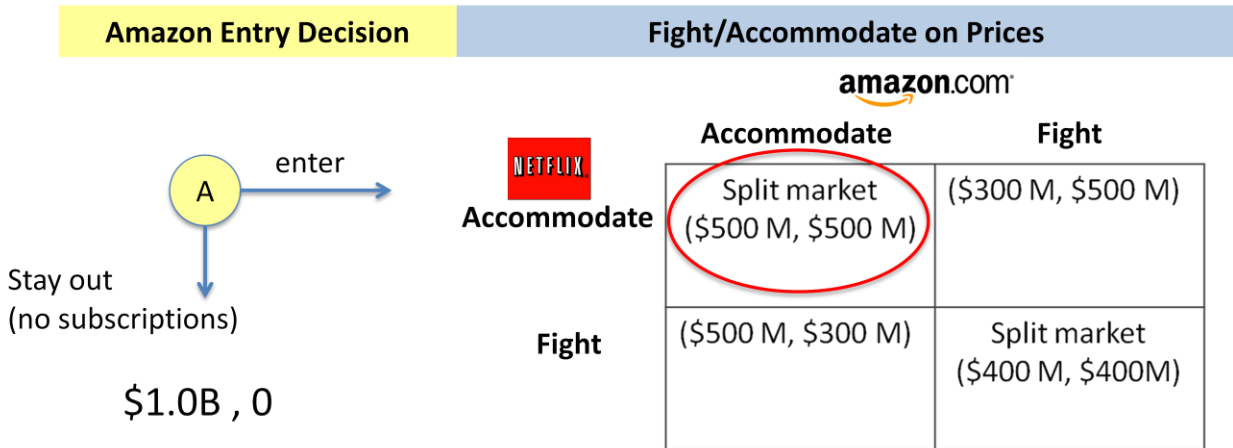 Amazon Entry Decision
Fight/Accommodate on Prices
amazon.com
Accommodate
Fight
NETFLIX
Accommodate
A
enter
Split market
($500 M, $500 M)
($300 M, $500 M)
Stay out
(no subscriptions)
Fight
($500 M, $300 M)
Split market
($400 M, $400M)
$1.0B , 0